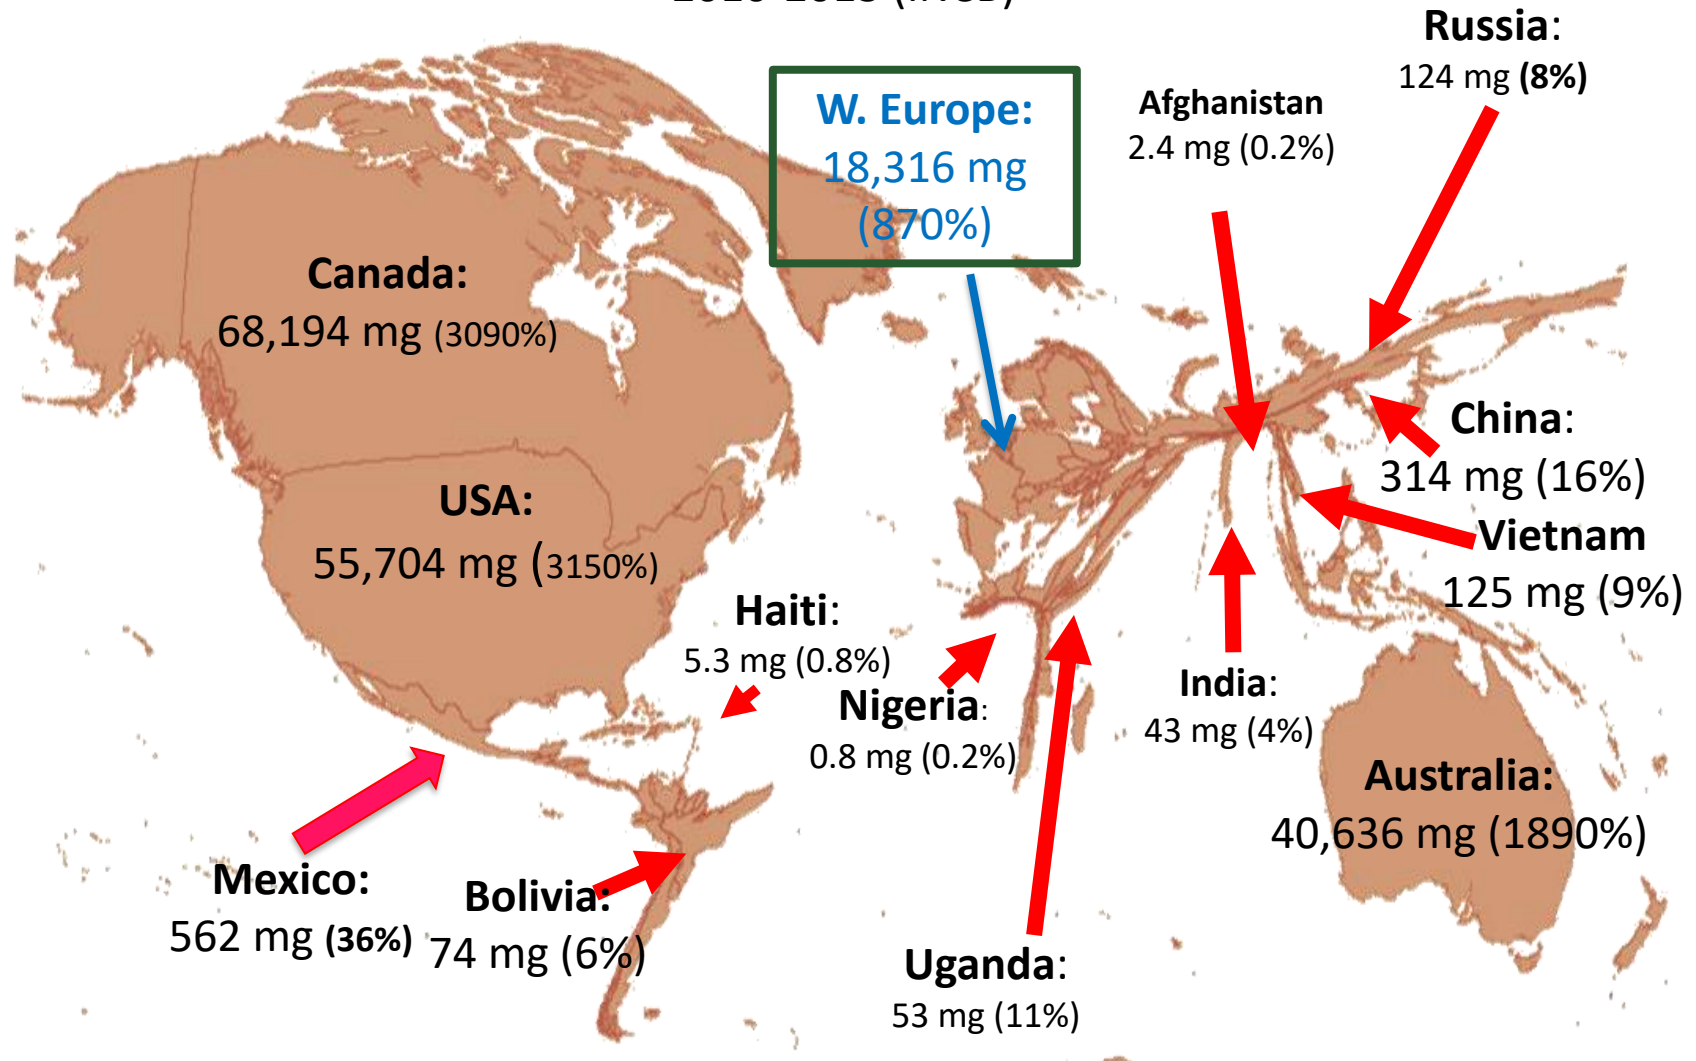 Russia:
124 mg (8%)
W. Europe:
18,316 mg
(870%)
Afghanistan
2.4 mg (0.2%)
Canada:
68,194 mg (3090%)
China:
314 mg (16%)
USA:
55,704 mg (3150%)
Vietnam
125 mg (9%)
Haiti:
5.3 mg (0.8%)
Nigeria:
0.8 mg (0.2%)
India:
43 mg (4%)
Australia:
40,636 mg (1890%)
Mexico:
562 mg (36%)
Bolivia:
74 mg (6%)
Uganda:
53 mg (11%)